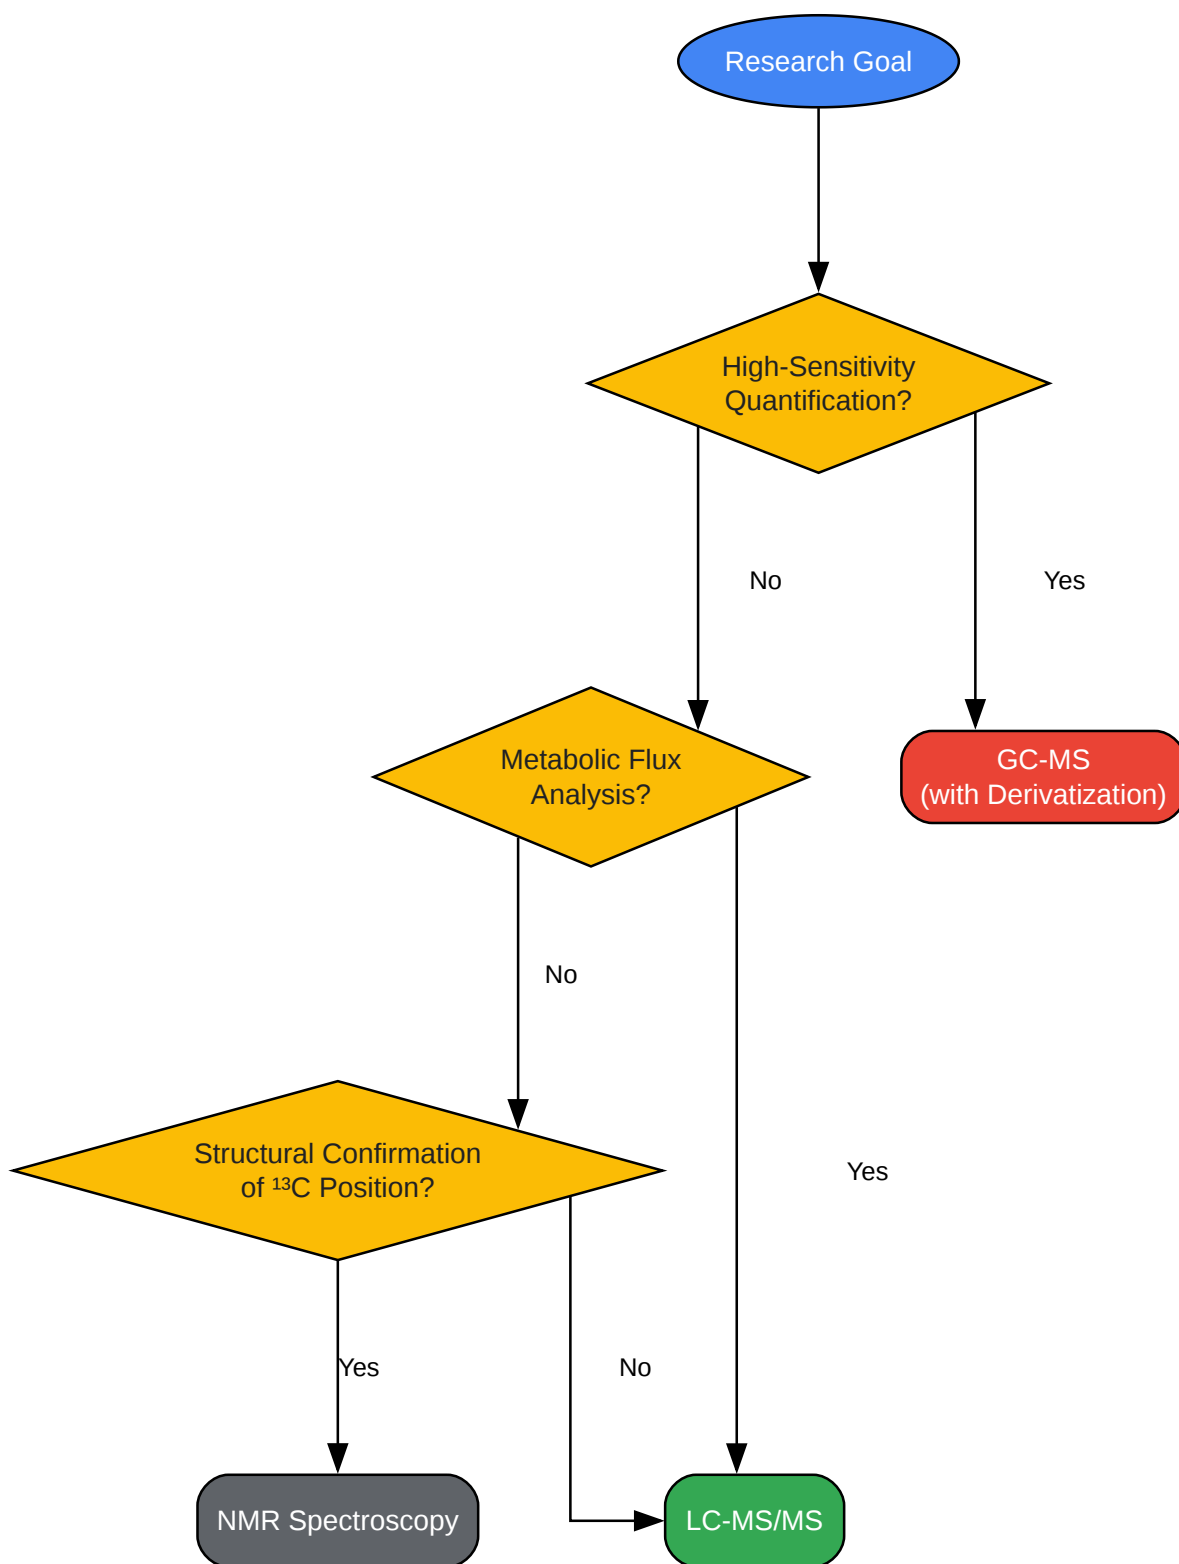 Research Goal
High-Sensitivity
Quantification?
No
Yes
Metabolic Flux
Analysis?
GC-MS
(with Derivatization)
No
Structural Confirmation
of ¹³C Position?
Yes
Yes
No
NMR Spectroscopy
LC-MS/MS